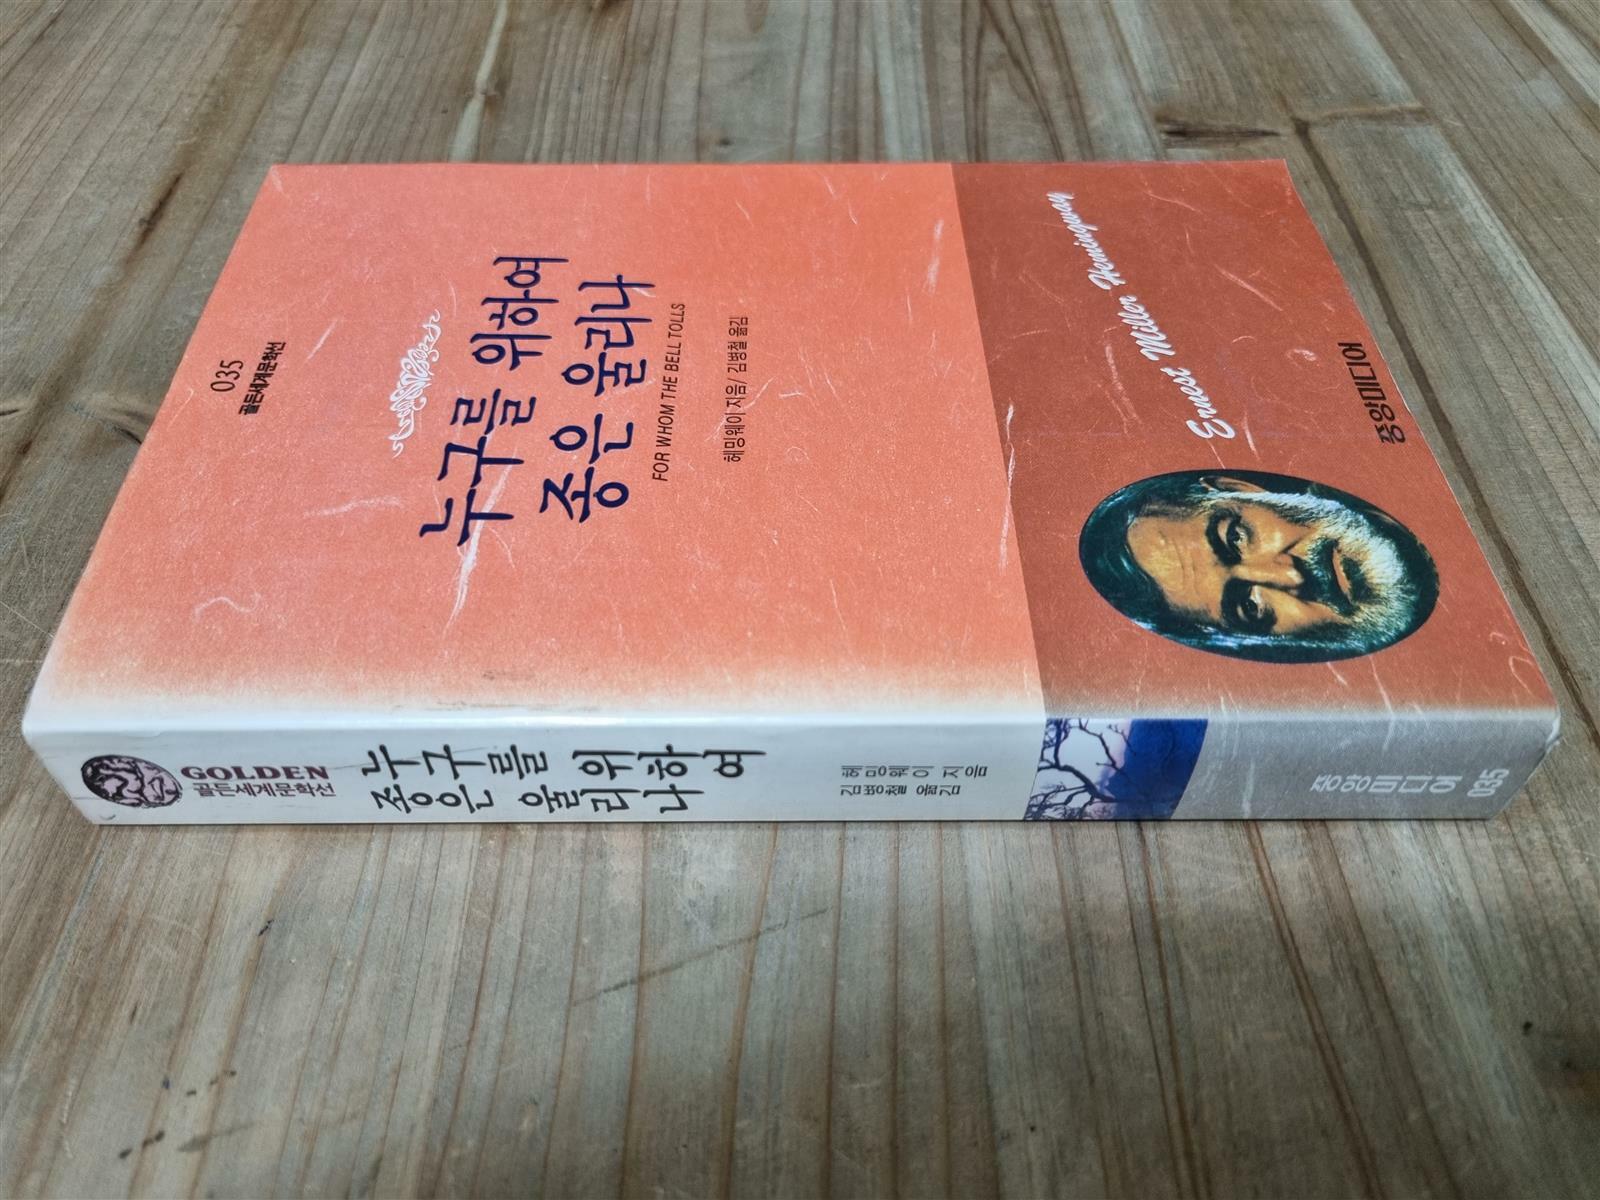 035
골든세계문학선
누구를 위하여
종은 울리나
FOR WHOM THE BELL TOLLS
헤밍웨이 지음/김병철 옮김
Ernest Miller Hemingway
중앙미디어
GOLDEN
골든세계문학선
누구를 위하여
종은 울리나
헤밍웨이 지음
김병철 옮김
중앙미디어
035